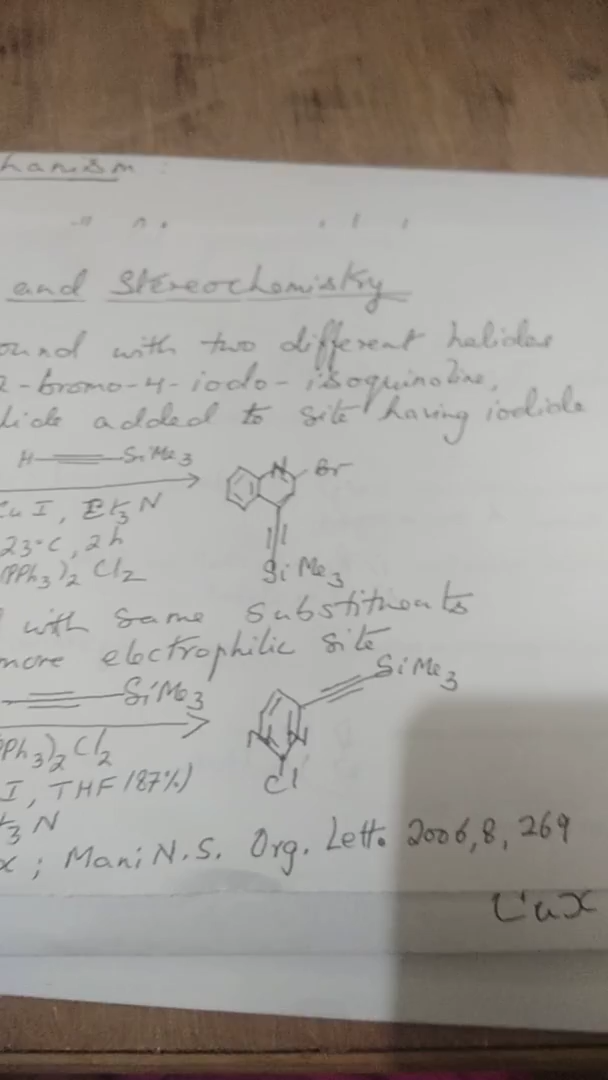 hanism :
and Stereochemistry
ound with two different halides
2-bromo-4-iodo-isoquinoline,
lide added to site having iodide
H SiMe3
CuI, Et3N
N Br
23°C, 2h
(PPh3)2Cl2
SiMe3
with same substituents
more electrophilic site
SiMe3
SiMe3
PPh3)2Cl2
N N
I, THF (87%)
Cl
t3N
x ; Mani N.S. Org. Lett. 2006, 8, 269
CuX